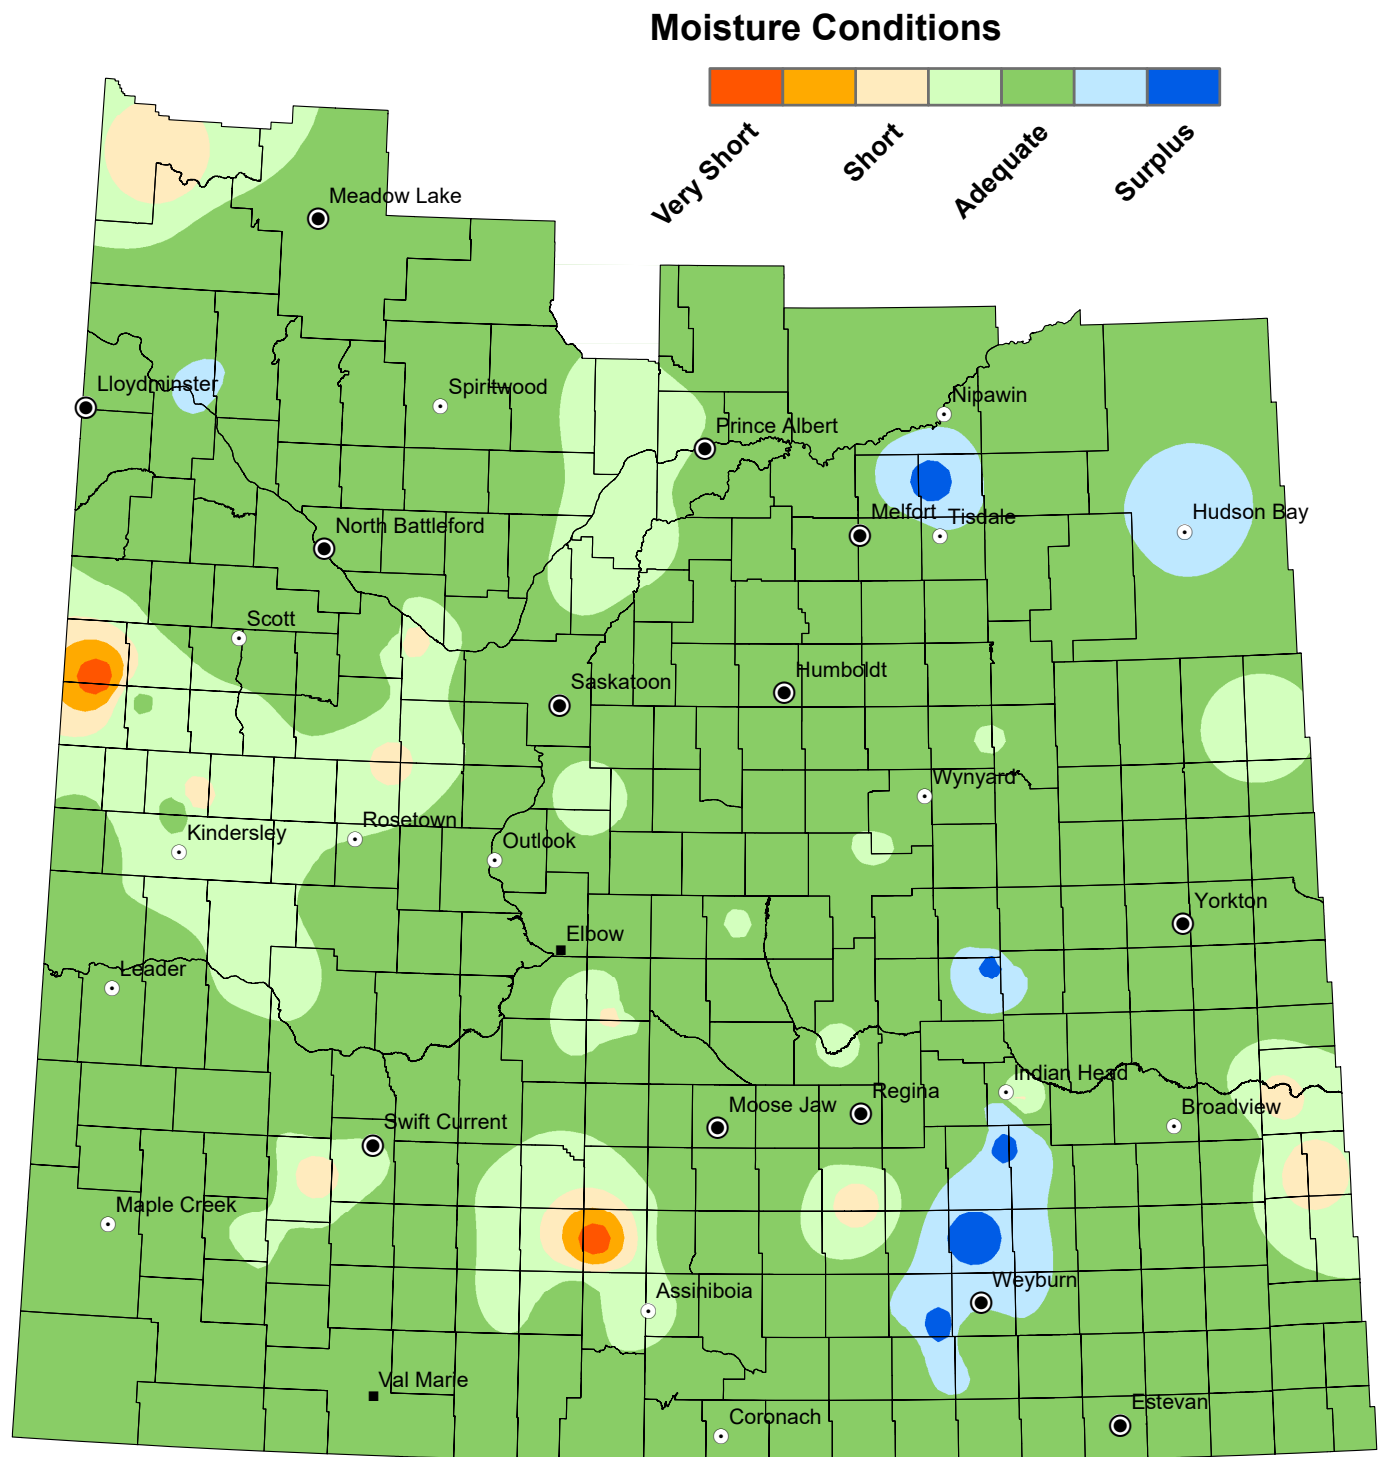 Moisture Conditions
Very Short
Short
Adequate
Surplus
Meadow Lake
Lloydminster
Spiritwood
Nipawin
Prince Albert
Melfort
Tisdale
Hudson Bay
North Battleford
Scott
Saskatoon
Humboldt
Wynyard
Rosetown
Kindersley
Outlook
Yorkton
Elbow
Leader
Indian Head
Regina
Moose Jaw
Broadview
Swift Current
Maple Creek
Weyburn
Assiniboia
Val Marie
Estevan
Coronach